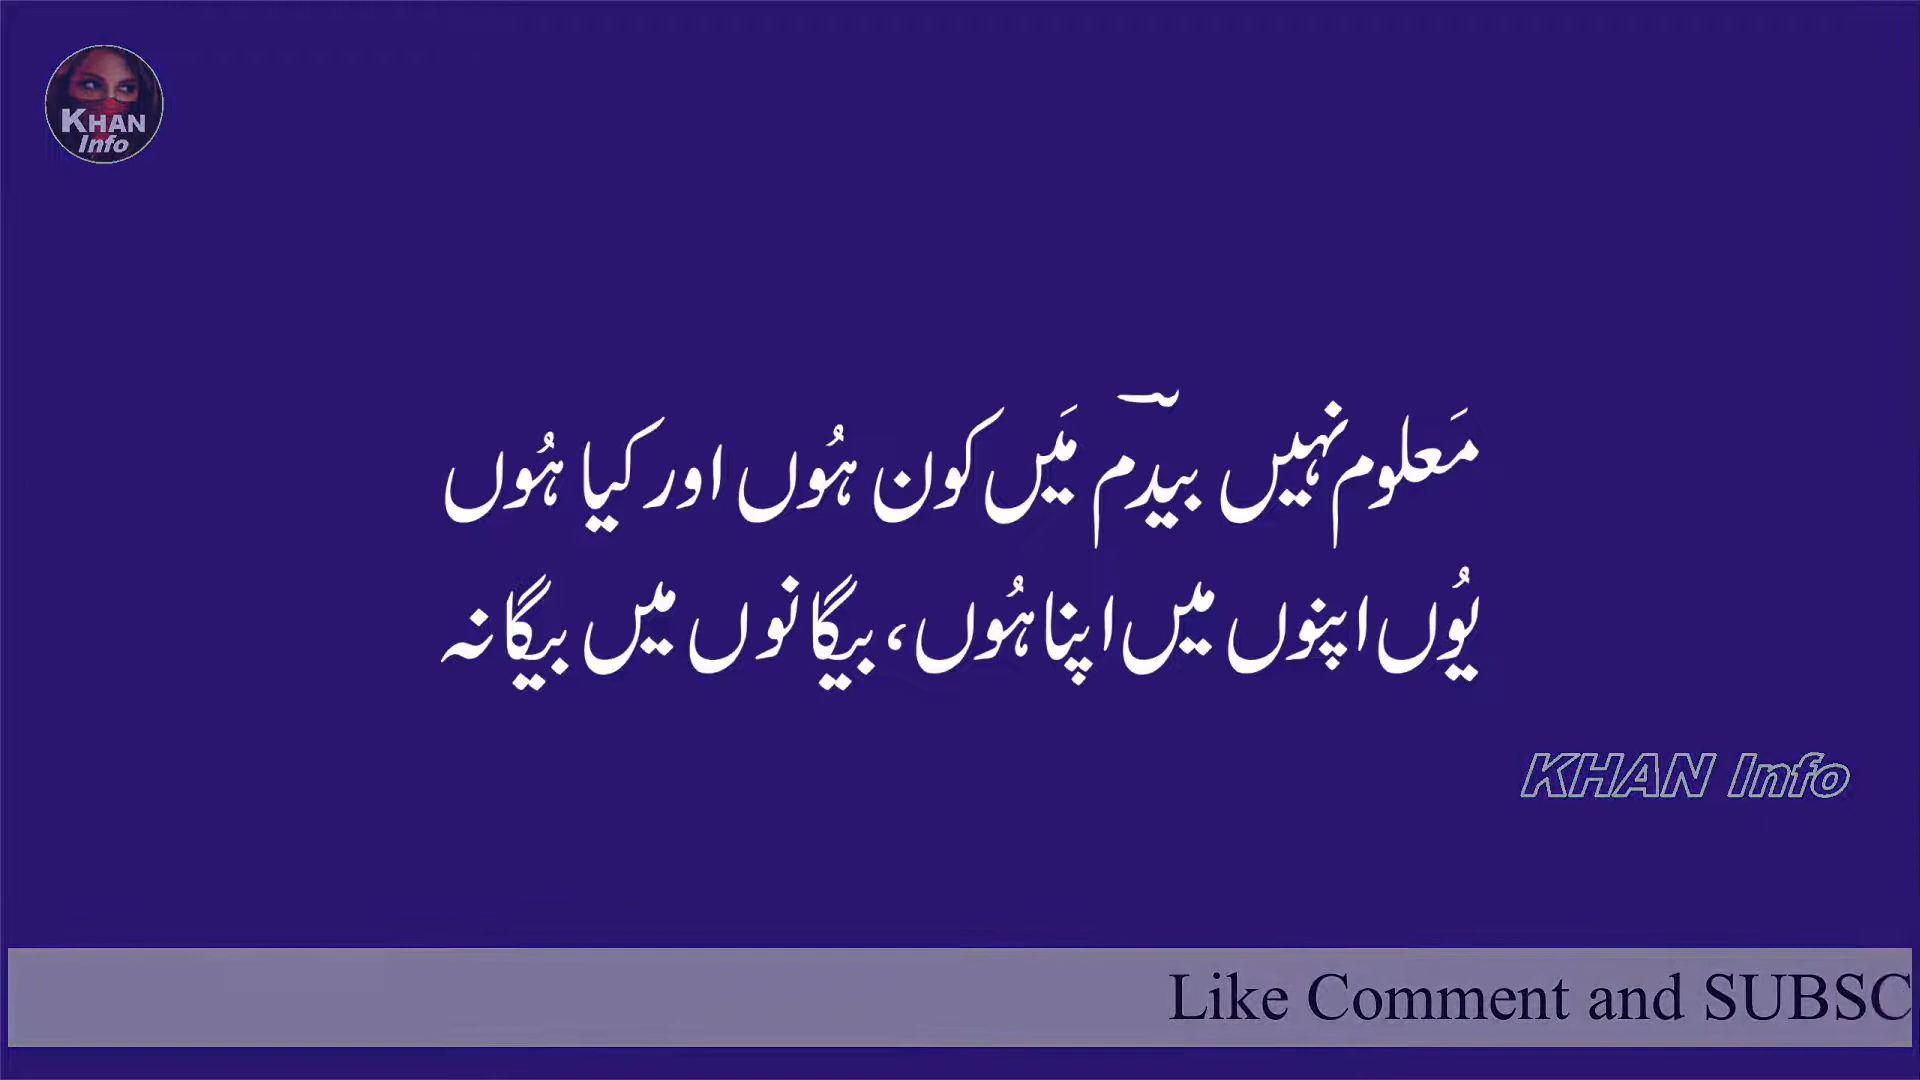 KHAN
Info
مَعلوم نہیں بیدؔم مَیں کون ہُوں اور کیا ہُوں
یُوں اپنوں میں اپنا ہُوں، بیگانوں میں بیگانہ
KHAN Info
Like Comment and SUBSC